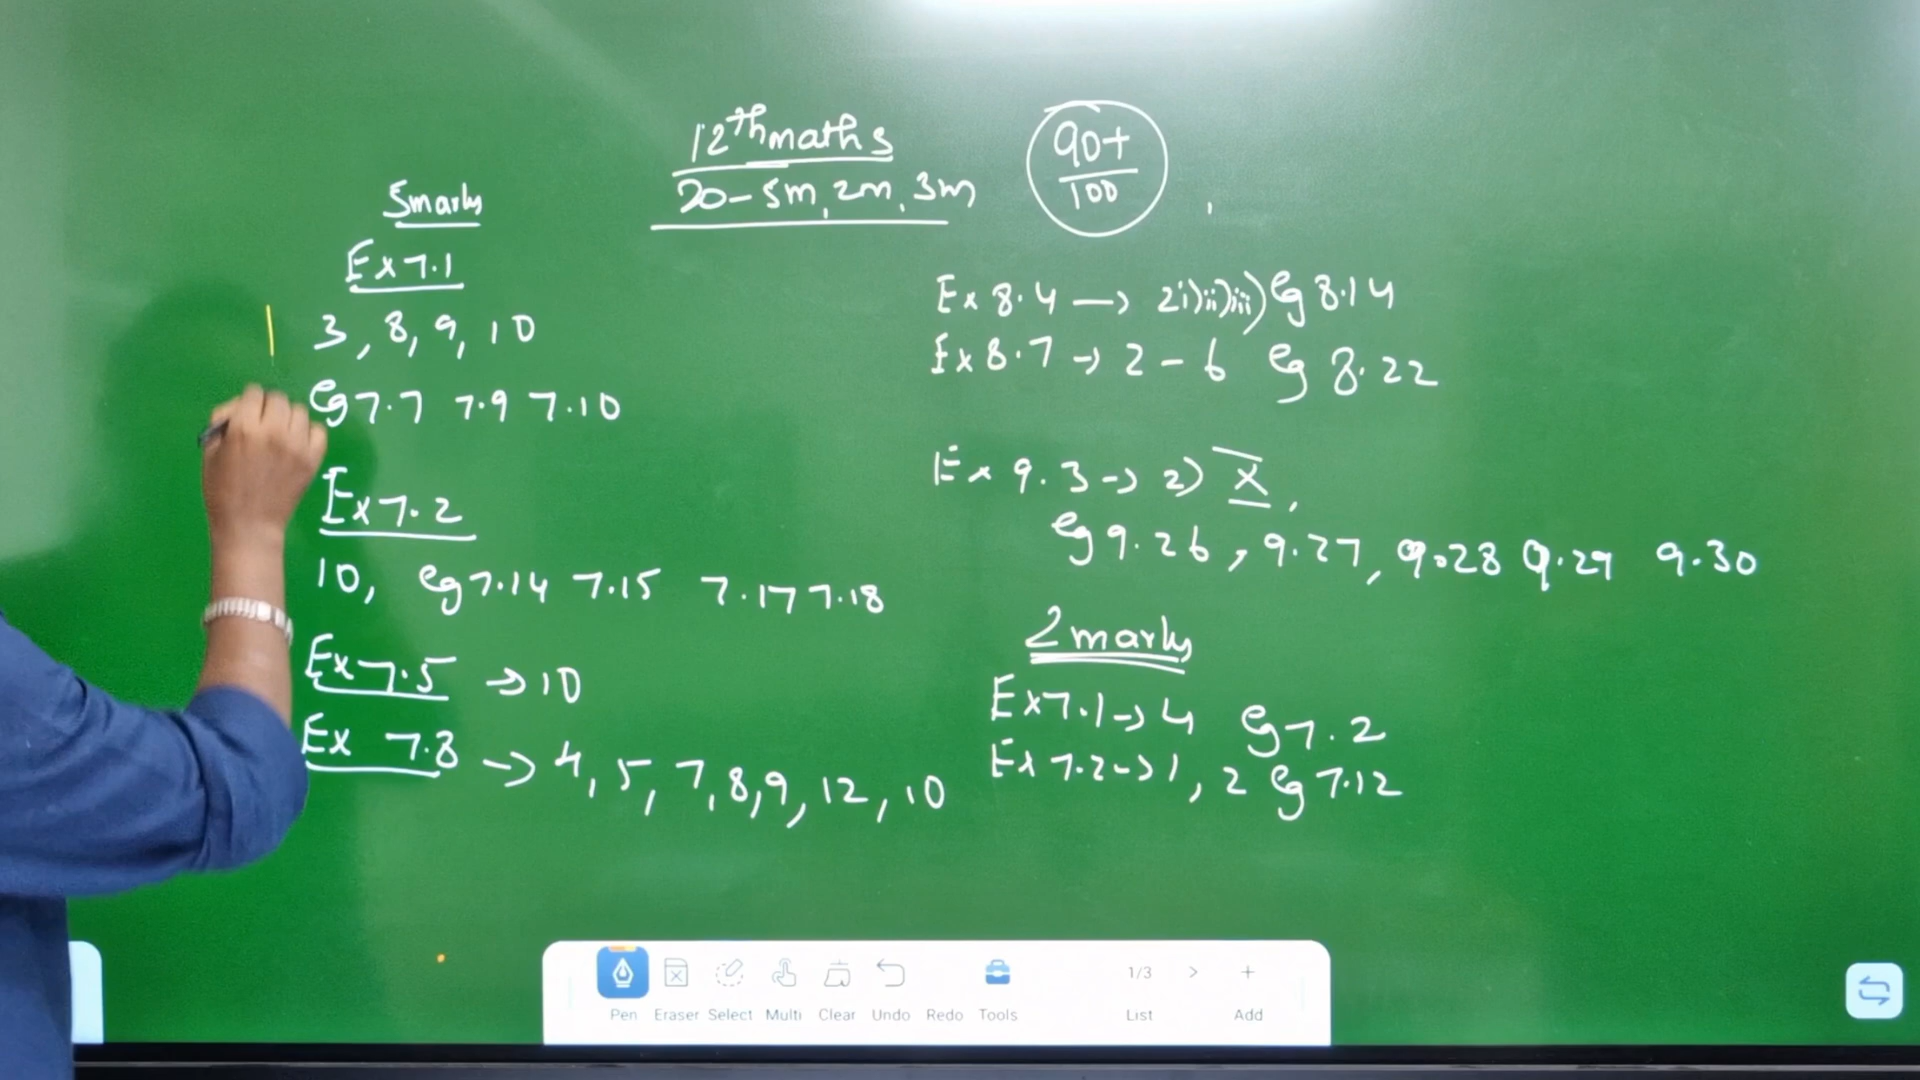 12th maths
20 - 5m, 2m, 3m
90+
100
5 marks
Ex 7.1
3, 8, 9, 10
eg 7.7 7.9 7.10
Ex 7.2
10, eg 7.14 7.15 7.17 7.18
Ex 7.5 → 10
Ex 7.8 → 4, 5, 7, 8, 9, 12, 10
Ex 8.4 → 2 i) ii) iii) eg 8.14
Ex 8.7 → 2 - 6 eg 8.22
Ex 9.3 → 2) X,
eg 9.26, 9.27, 9.28 9.29 9.30
2 marks
Ex 7.1 → 4 eg 7.2
Ex 7.2 → 1, 2 eg 7.12
Pen Eraser Select Multi Clear Undo Redo Tools 1/3 List Add